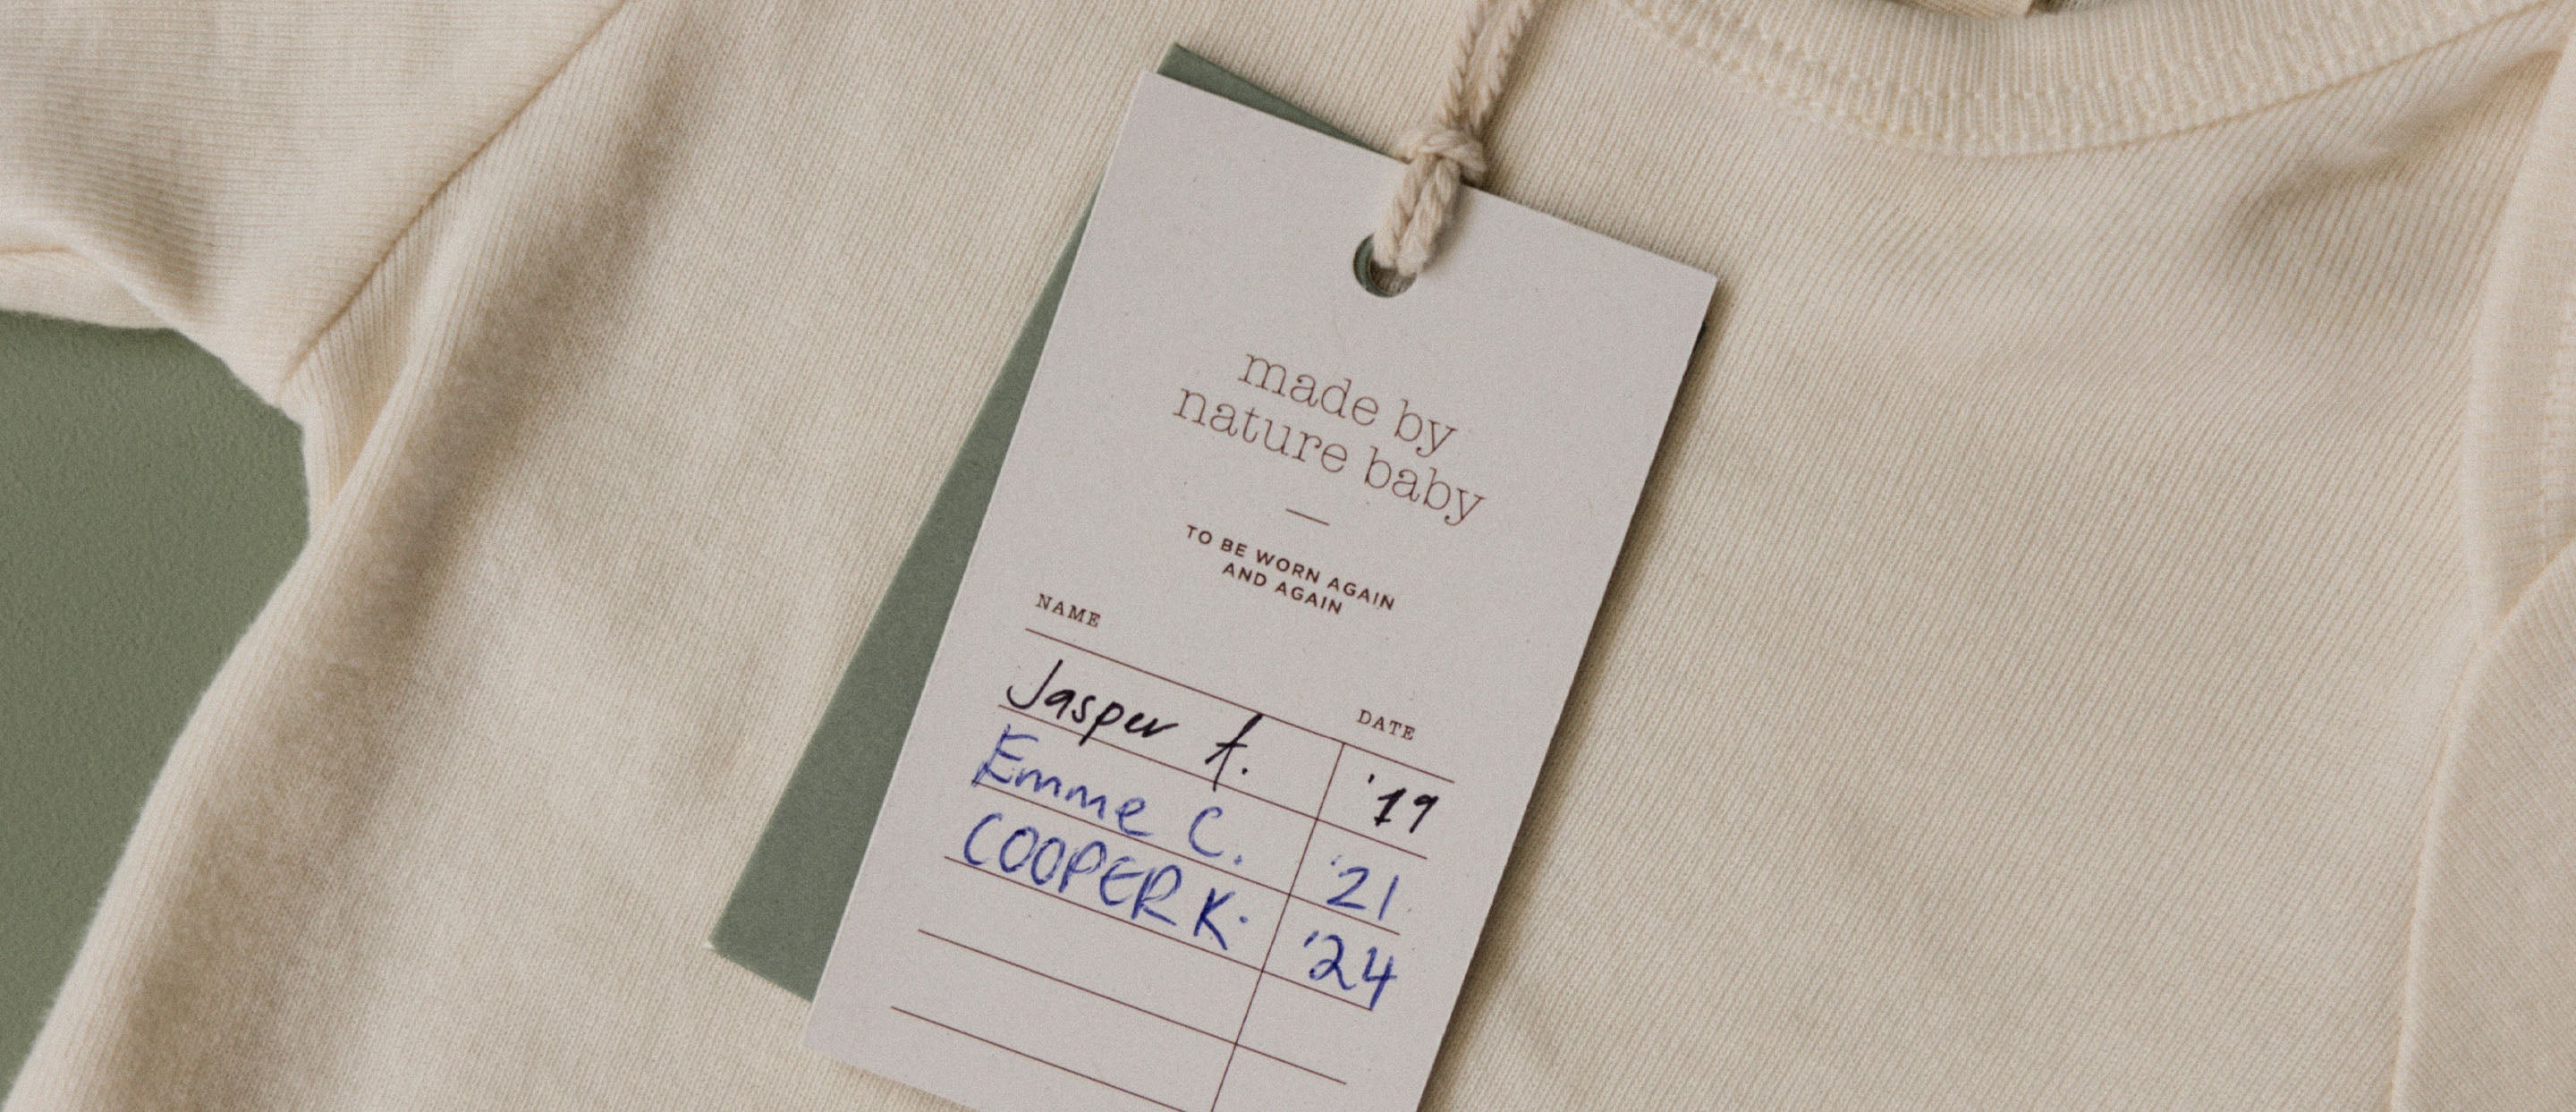 made by
nature baby
TO BE WORN AGAIN
AND AGAIN
NAME DATE
Jasper A. '19
Emme C. '21
COOPER K. '24